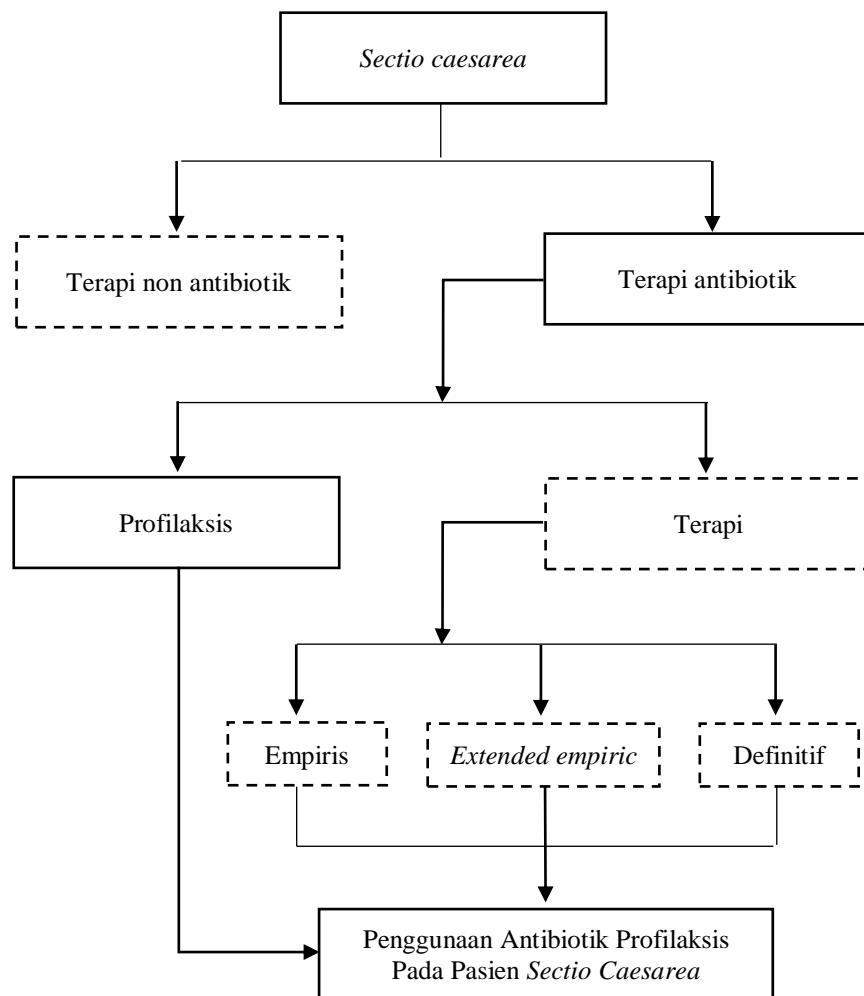 Sectio caesarea
Terapi non antibiotik
Terapi antibiotik
Profilaksis
Terapi
Empiris
Extended empiric
Definitif
Penggunaan Antibiotik Profilaksis
Pada Pasien Sectio Caesarea